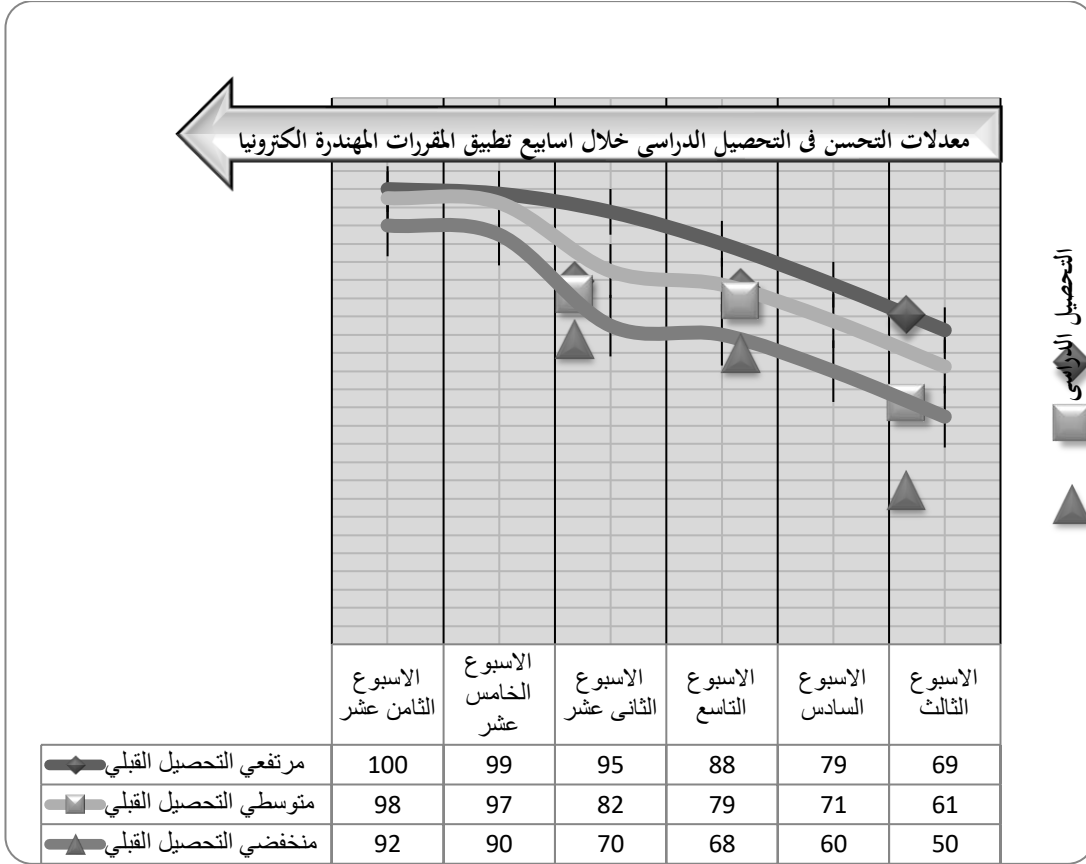 معدلات التحسن فى التحصيل الدراسى خلال اسابيع تطبيق المقررات المهندرة الكترونيا
التحصيل الدراسى
الاسبوع الثالث
الاسبوع السادس
الاسبوع التاسع
الاسبوع الثانى عشر
الاسبوع الخامس عشر
الاسبوع الثامن عشر
مرتفعي التحصيل القبلي 100 99 95 88 79 69
متوسطي التحصيل القبلي 98 97 82 79 71 61
منخفضي التحصيل القبلي 92 90 70 68 60 50